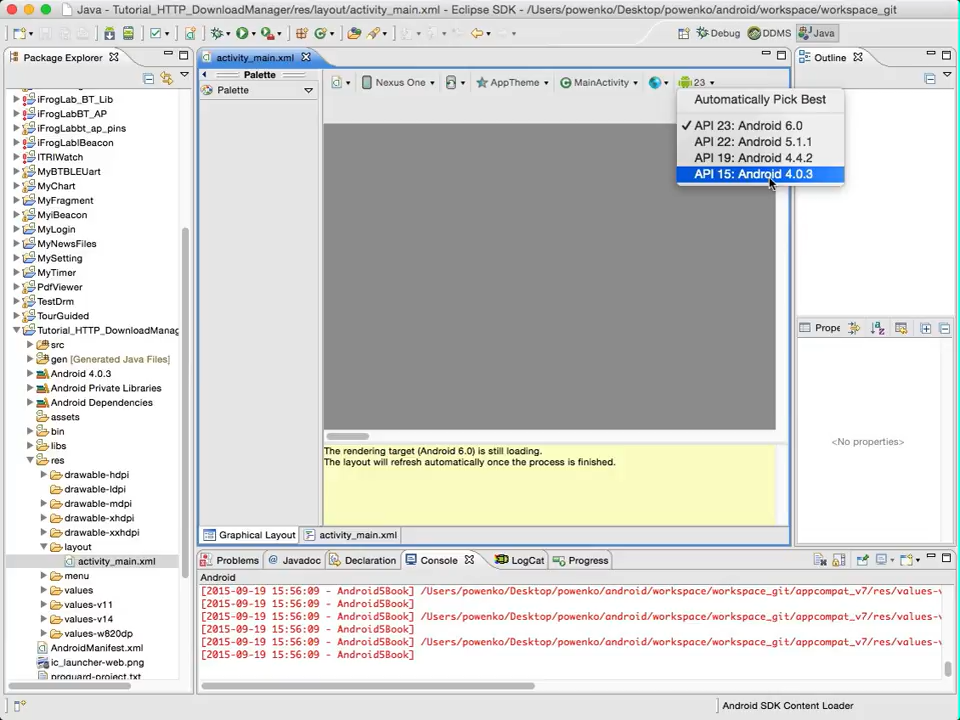 Java - Tutorial_HTTP_DownloadManager/res/layout/activity_main.xml - Eclipse SDK - /Users/powenko/Desktop/powenko/android/workspace/workspace_git
Debug
DDMS
Java
Package Explorer
activity_main.xml
Outline
Palette
Palette
Nexus One
AppTheme
MainActivity
23
Automatically Pick Best
API 23: Android 6.0
API 22: Android 5.1.1
API 19: Android 4.4.2
API 15: Android 4.0.3
iFrogLab_BT_Lib
iFrogLabBT_AP
iFrogLabbt_ap_pins
iFrogLablBeacon
ITRIWatch
MyBTBLEUart
MyChart
MyFragment
MyiBeacon
MyLogin
MyNewsFiles
MySetting
MyTimer
PdfViewer
TestDrm
TourGuided
Tutorial_HTTP_DownloadManag
src
gen [Generated Java Files]
Android 4.0.3
Android Private Libraries
Android Dependencies
assets
bin
libs
res
drawable-hdpi
drawable-ldpi
drawable-mdpi
drawable-xhdpi
drawable-xxhdpi
layout
activity_main.xml
menu
values
values-v11
values-v14
values-w820dp
AndroidManifest.xml
ic_launcher-web.png
proguard-project.txt
The rendering target (Android 6.0) is still loading.
The layout will refresh automatically once the process is finished.
Graphical Layout
activity_main.xml
Prope
<No properties>
Problems
@ Javadoc
Declaration
Console
LogCat
Progress
Android
[2015-09-19 15:56:09 - Android5Book] /Users/powenko/Desktop/powenko/android/workspace/workspace_git/appcompat_v7/res/values-v
[2015-09-19 15:56:09 - Android5Book]
[2015-09-19 15:56:09 - Android5Book] /Users/powenko/Desktop/powenko/android/workspace/workspace_git/appcompat_v7/res/values-v
[2015-09-19 15:56:09 - Android5Book]
[2015-09-19 15:56:09 - Android5Book] /Users/powenko/Desktop/powenko/android/workspace/workspace_git/appcompat_v7/res/values-v
[2015-09-19 15:56:09 - Android5Book]
Android SDK Content Loader